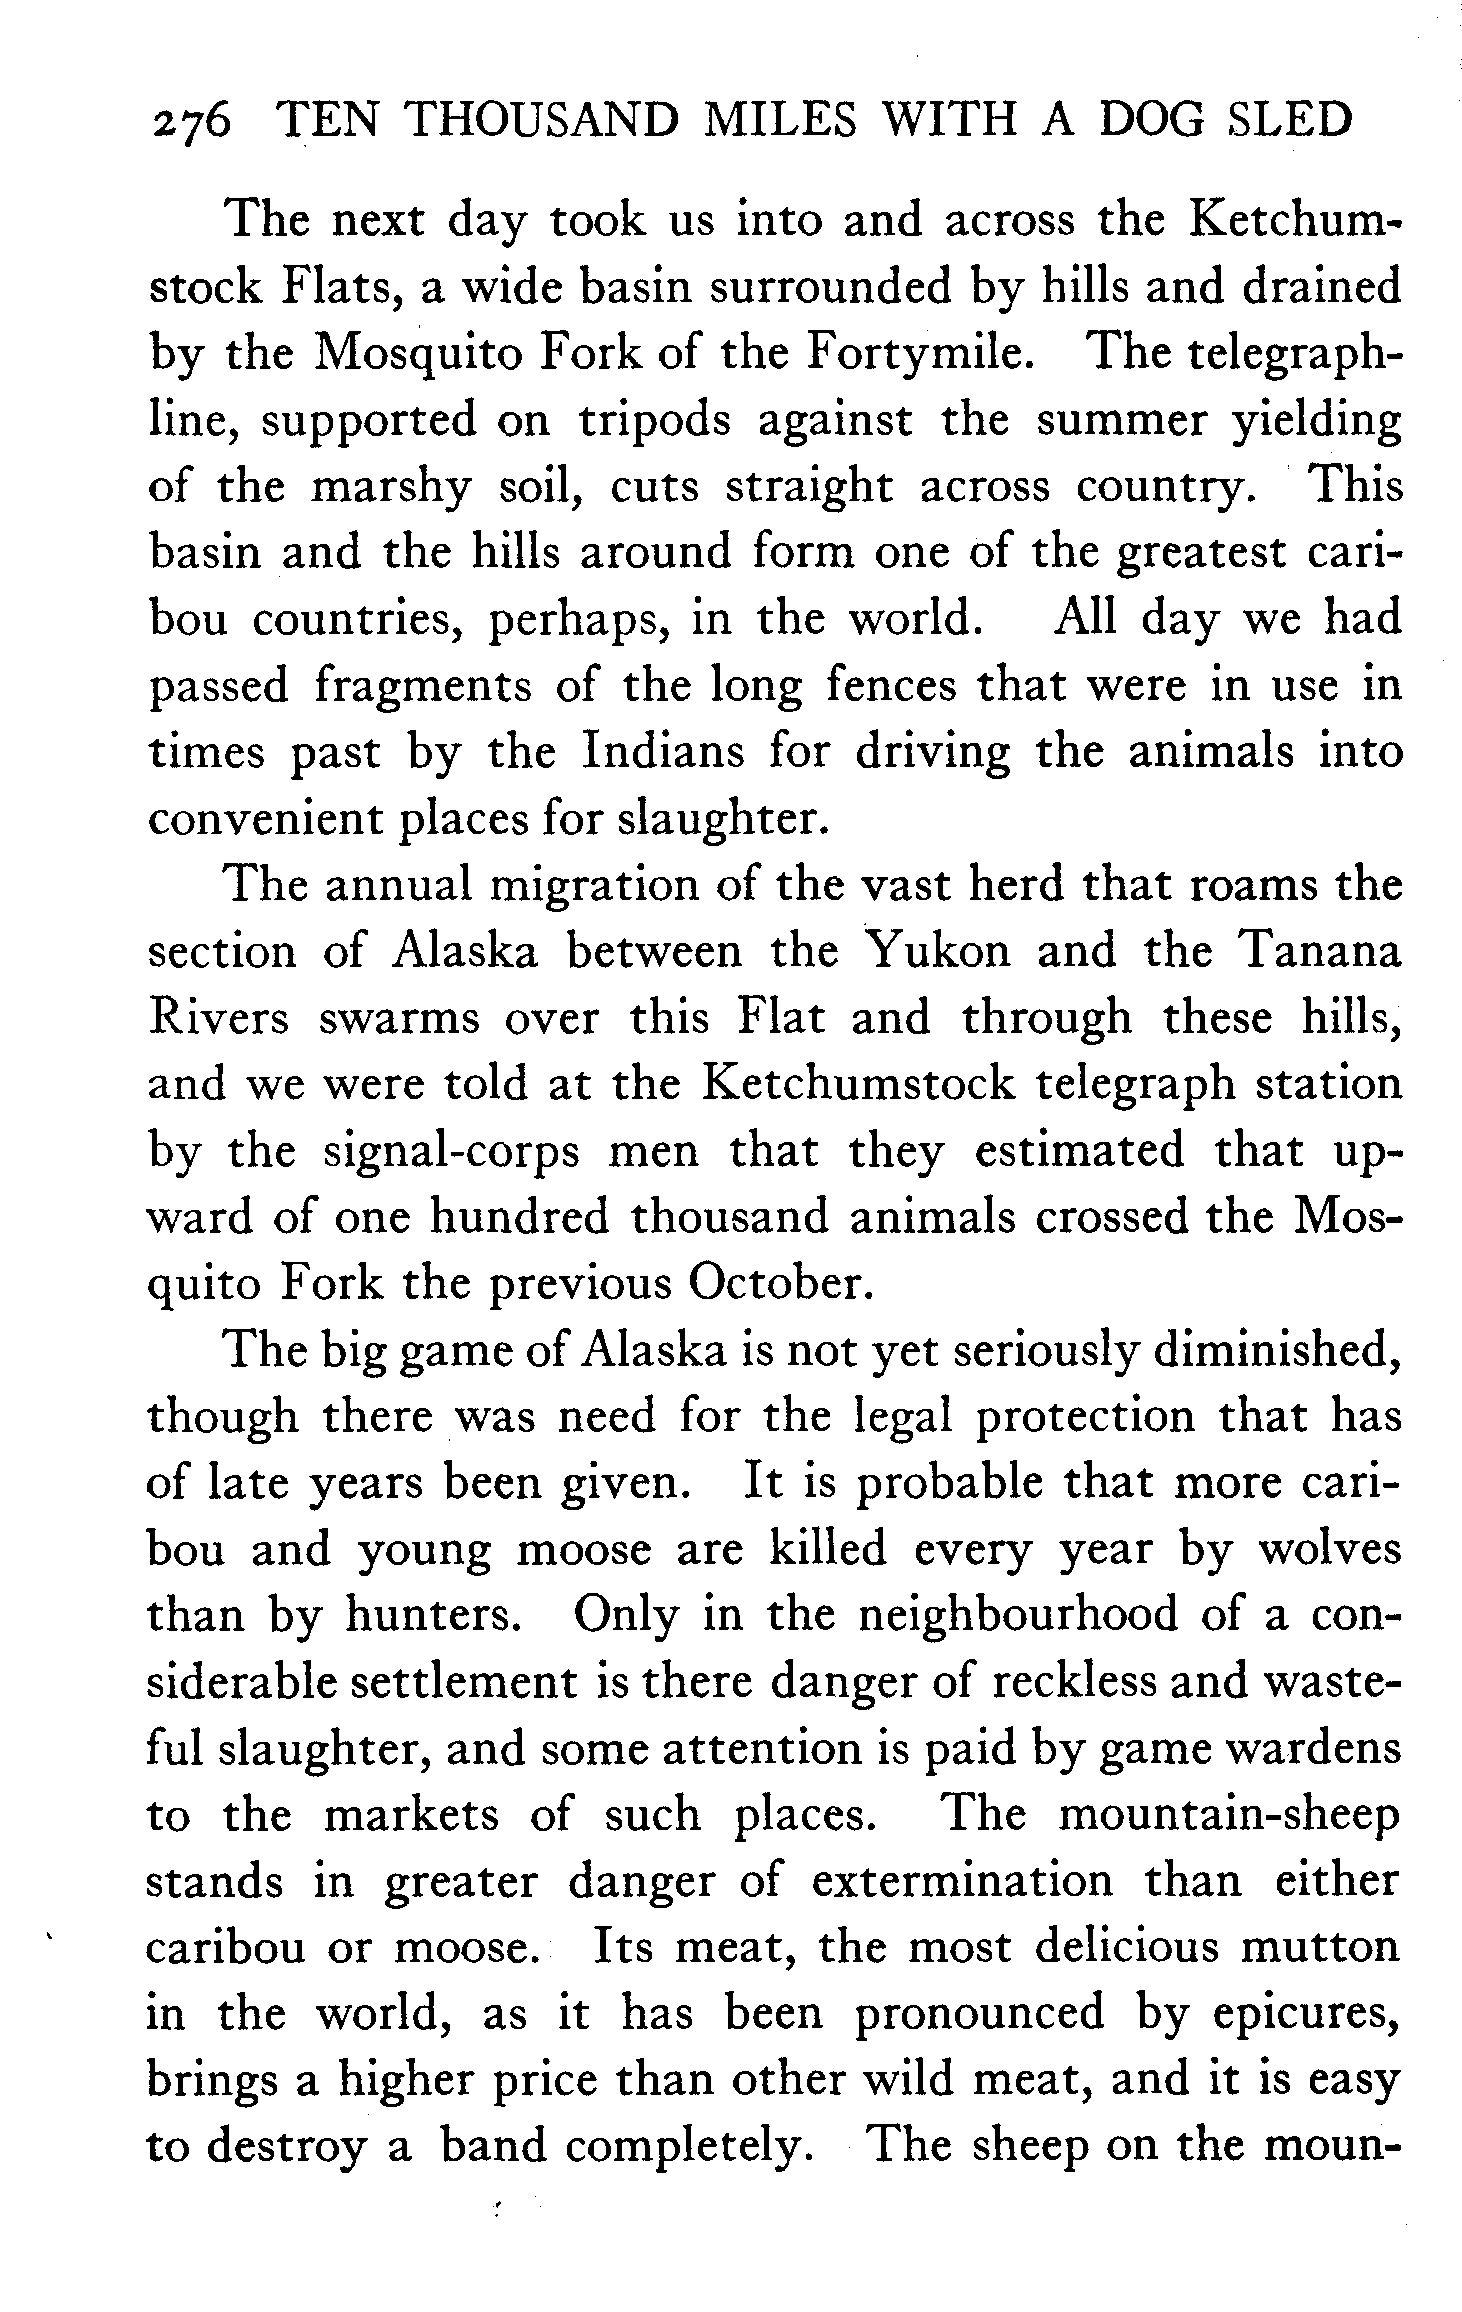 276 TEN THOUSAND MILES WITH A DOG SLED
The next day took us into and across the Ketchum-
stock Flats, a wide basin surrounded by hills and drained
by the Mosquito Fork of the Fortymile. The telegraph-
line, supported on tripods against the summer yielding
of the marshy soil, cuts straight across country. This
basin and the hills around form one of the greatest cari-
bou countries, perhaps, in the world. All day we had
passed fragments of the long fences that were in use in
times past by the Indians for driving the animals into
convenient places for slaughter.
The annual migration of the vast herd that roams the
section of Alaska between the Yukon and the Tanana
Rivers swarms over this Flat and through these hills,
and we were told at the Ketchumstock telegraph station
by the signal-corps men that they estimated that up-
ward of one hundred thousand animals crossed the Mos-
quito Fork the previous October.
The big game of Alaska is not yet seriously diminished,
though there was need for the legal protection that has
of late years been given. It is probable that more cari-
bou and young moose are killed every year by wolves
than by hunters. Only in the neighbourhood of a con-
siderable settlement is there danger of reckless and waste-
ful slaughter, and some attention is paid by game wardens
to the markets of such places. The mountain-sheep
stands in greater danger of extermination than either
caribou or moose. Its meat, the most delicious mutton
in the world, as it has been pronounced by epicures,
brings a higher price than other wild meat, and it is easy
to destroy a band completely. The sheep on the moun-